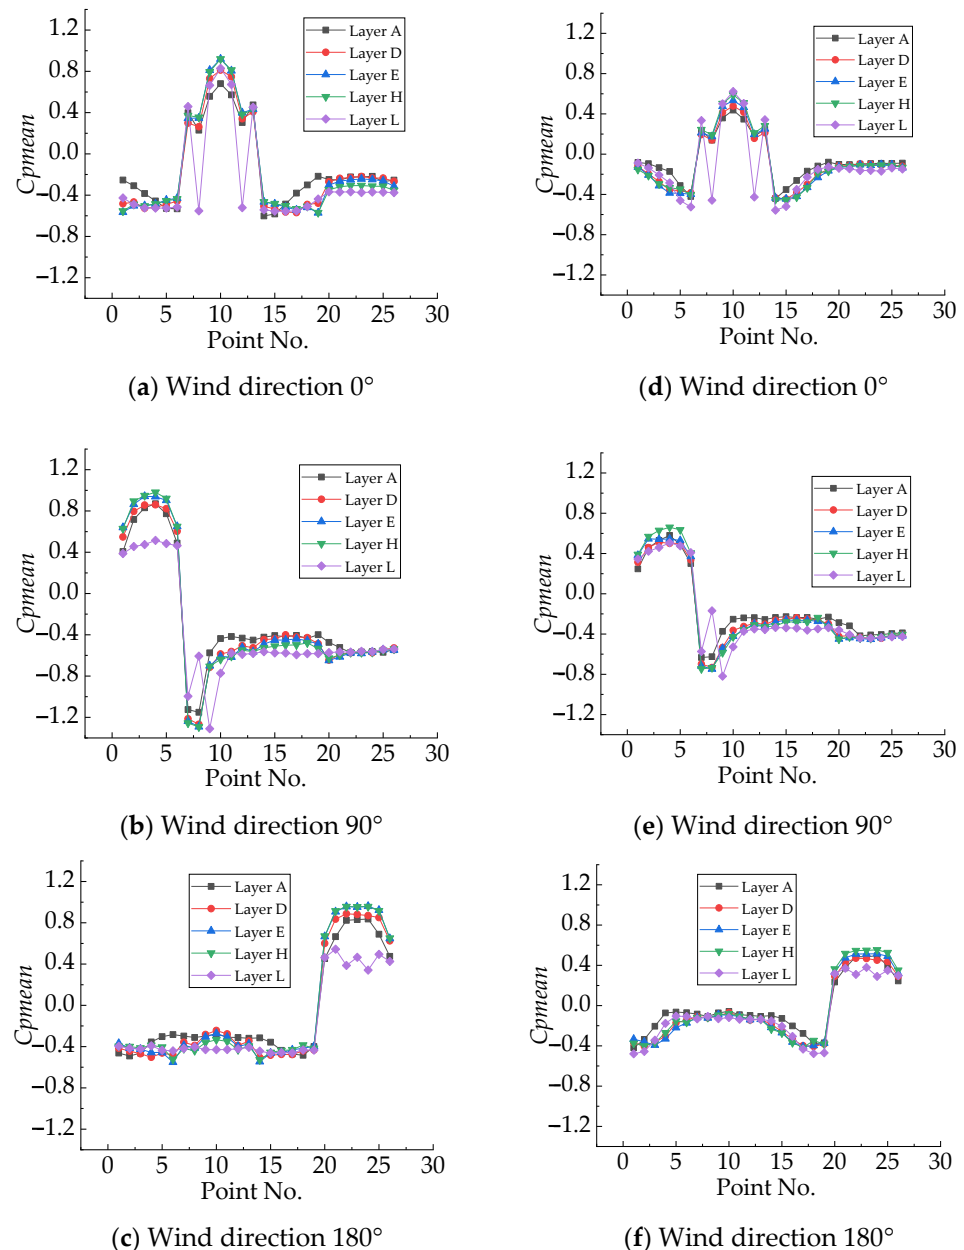 1.2
0.8
0.4
0.0
−0.4
−0.8
−1.2
Cpmean
Layer A
Layer D
Layer E
Layer H
Layer L
0 5 10 15 20 25 30
Point No.
(a) Wind direction 0°
1.2
0.8
0.4
0.0
−0.4
−0.8
−1.2
Cpmean
Layer A
Layer D
Layer E
Layer H
Layer L
0 5 10 15 20 25 30
Point No.
(d) Wind direction 0°
1.2
0.8
0.4
0.0
−0.4
−0.8
−1.2
Cpmean
Layer A
Layer D
Layer E
Layer H
Layer L
0 5 10 15 20 25 30
Point No.
(b) Wind direction 90°
1.2
0.8
0.4
0.0
−0.4
−0.8
−1.2
Cpmean
Layer A
Layer D
Layer E
Layer H
Layer L
0 5 10 15 20 25 30
Point No.
(e) Wind direction 90°
1.2
0.8
0.4
0.0
−0.4
−0.8
−1.2
Cpmean
Layer A
Layer D
Layer E
Layer H
Layer L
0 5 10 15 20 25 30
Point No.
(c) Wind direction 180°
1.2
0.8
0.4
0.0
−0.4
−0.8
−1.2
Cpmean
Layer A
Layer D
Layer E
Layer H
Layer L
0 5 10 15 20 25 30
Point No.
(f) Wind direction 180°